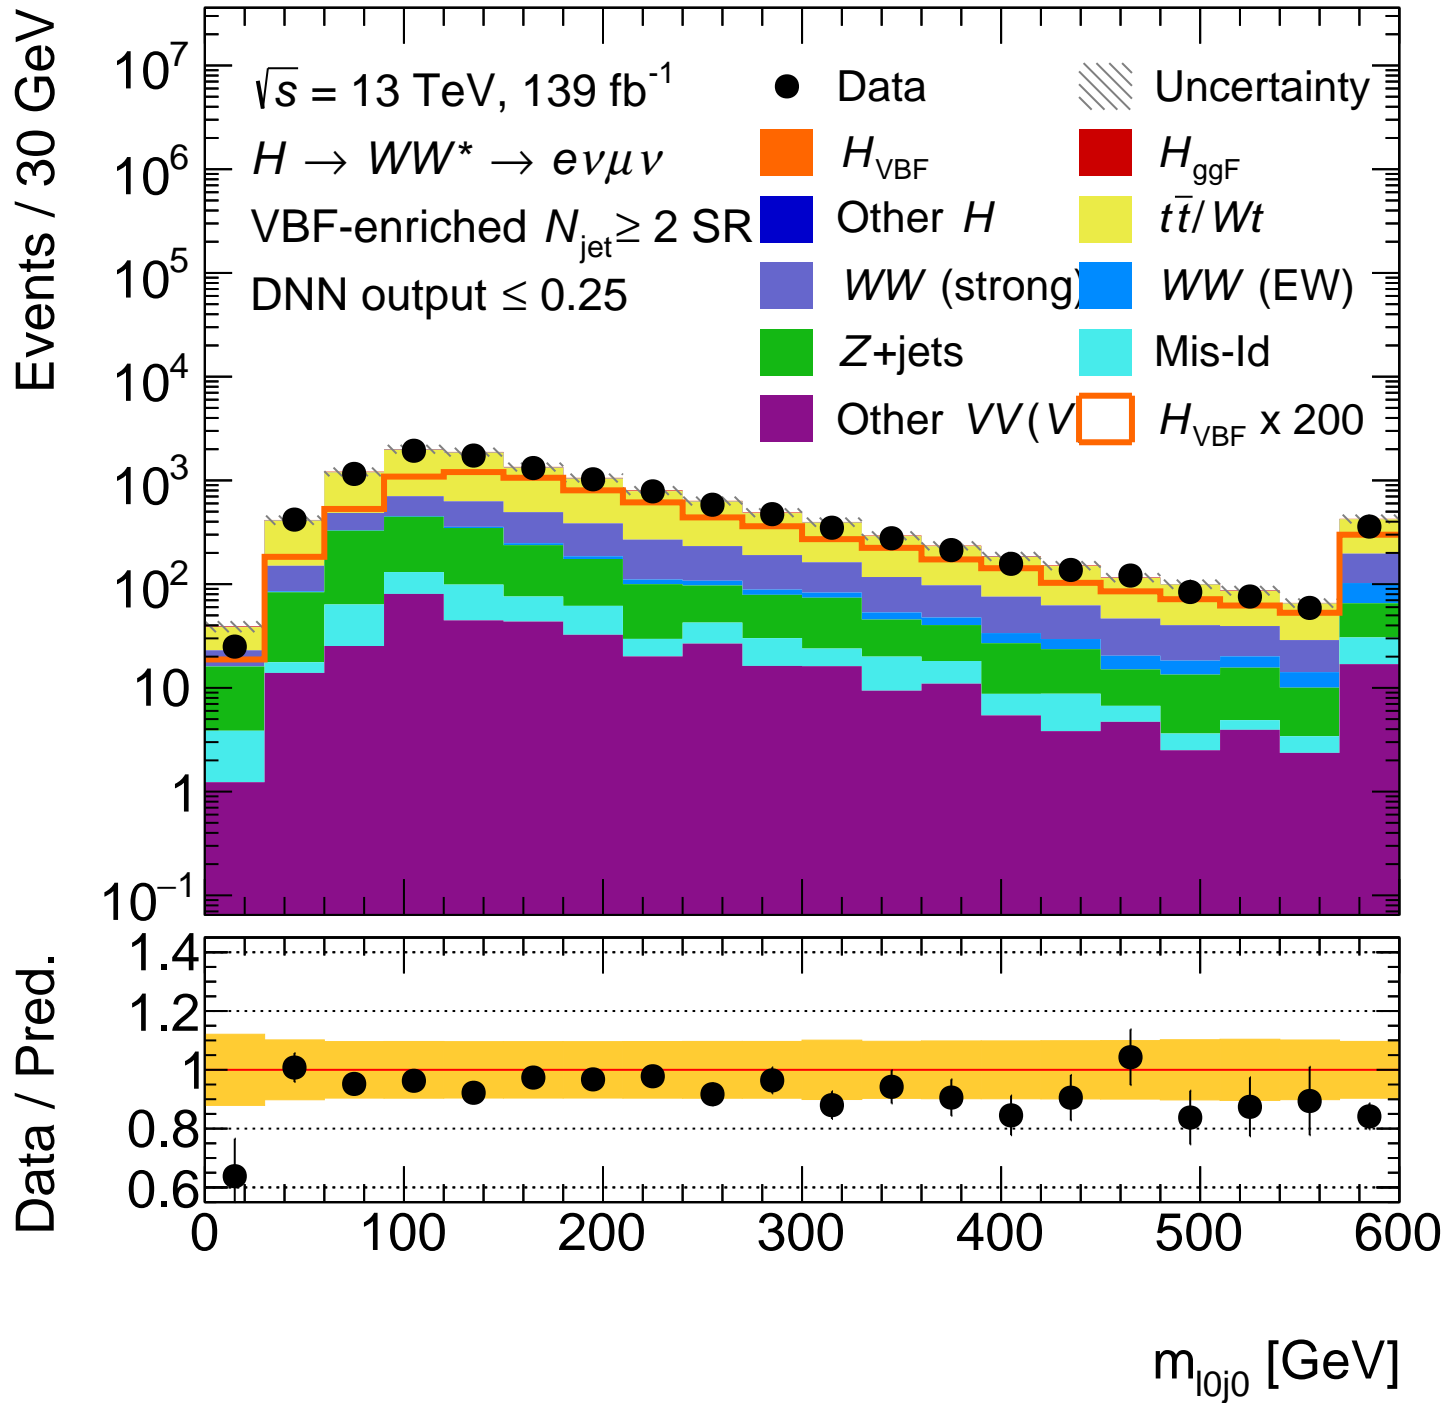 Events / 30 GeV
10⁷
10⁶
10⁵
10⁴
10³
10²
10
1
10⁻¹
√s = 13 TeV, 139 fb⁻¹
H → WW* → eνμν
VBF-enriched N_jet ≥ 2 SR
DNN output ≤ 0.25
Data
Uncertainty
H_VBF
H_ggF
Other H
tt̄/Wt
WW (strong)
WW (EW)
Z+jets
Mis-Id
Other VV(V
H_VBF x 200
Data / Pred.
1.4
1.2
1
0.8
0.6
0 100 200 300 400 500 600
m_l0j0 [GeV]